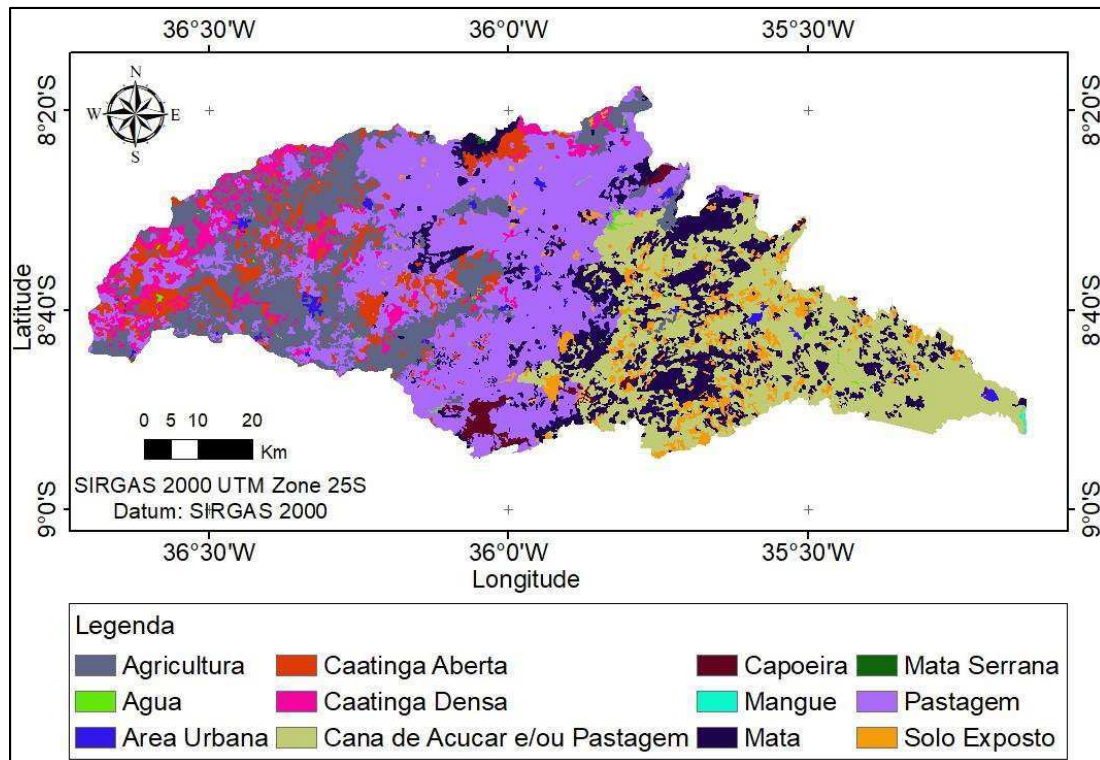 36°30'W 36°0'W 35°30'W
N
W E
S
8°20'S 8°20'S
Latitude
8°40'S 8°40'S
0 5 10 20
Km
SIRGAS 2000 UTM Zone 25S
Datum: SIRGAS 2000
9°0'S 9°0'S
36°30'W 36°0'W 35°30'W
Longitude
Legenda
Agricultura Caatinga Aberta Capoeira Mata Serrana
Agua Caatinga Densa Mangue Pastagem
Area Urbana Cana de Acucar e/ou Pastagem Mata Solo Exposto